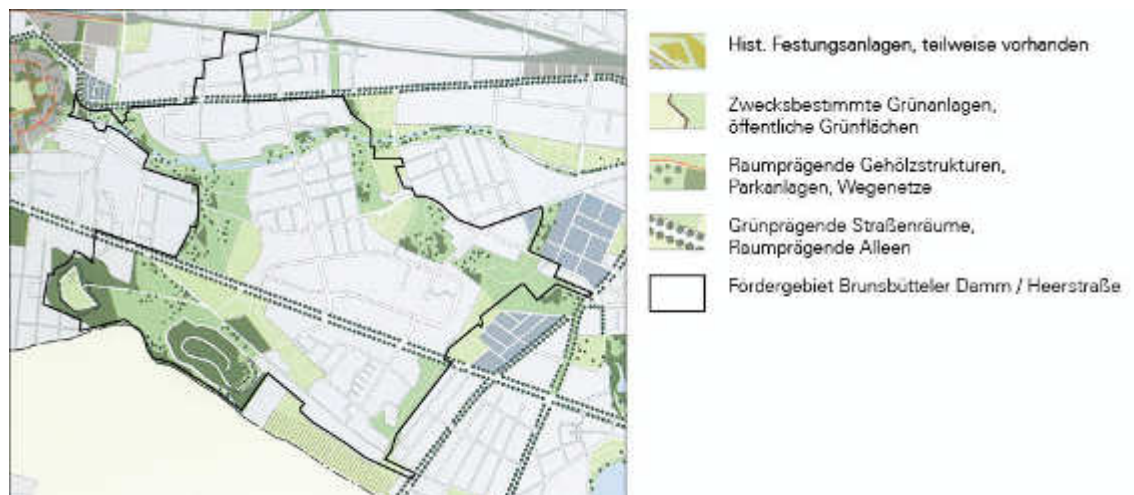 Hist. Festungsanlagen, teilweise vorhanden
Zwecksbestimmte Grünanlagen,
öffentliche Grünflächen
Raumprägende Gehölzstrukturen,
Parkanlagen, Wegenetze
Grünprägende Straßenräume,
Raumprägende Alleen
Fördergebiet Brunsbütteler Damm / Heerstraße